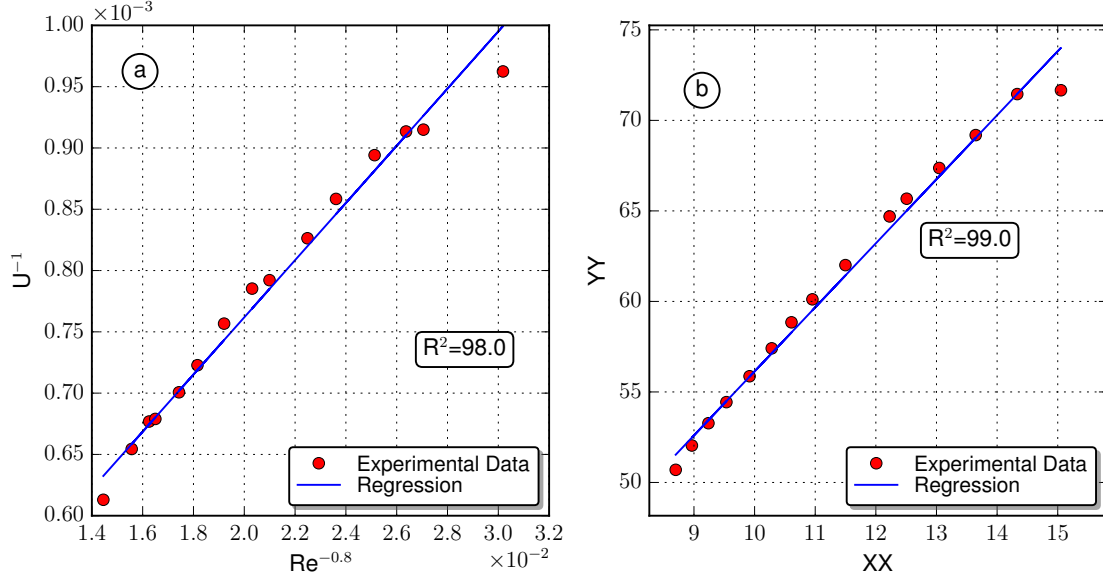 ×10⁻³
a
1.00
0.95
0.90
0.85
0.80
0.75
0.70
0.65
0.60
U⁻¹
R²=98.0
Experimental Data
Regression
1.4 1.6 2.0 2.2 2.4 2.6 2.8 3.0 3.2
Re⁻⁰·⁸
×10⁻²
b
75
70
65
60
55
50
YY
R²=99.0
Experimental Data
Regression
9 10 11 12 13 14 15
XX